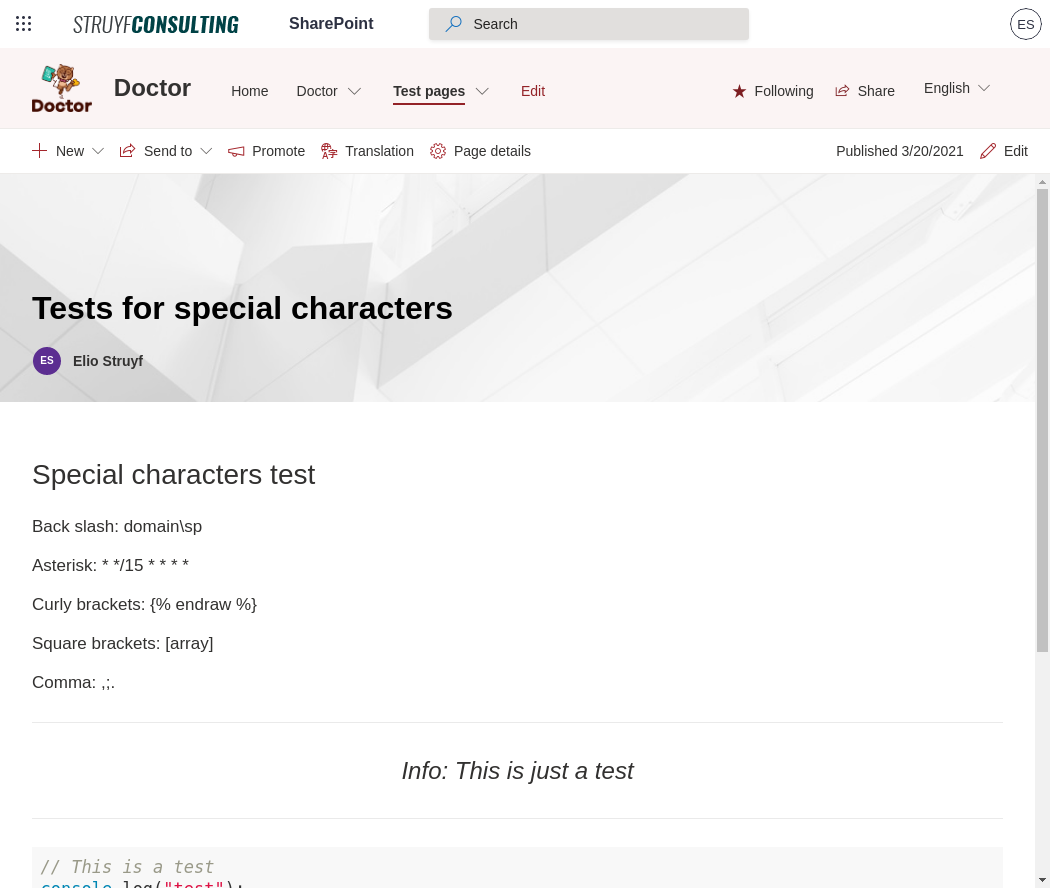 STRUYFCONSULTING SharePoint Search ES
Doctor Doctor Home Doctor Test pages Edit Following Share English
New Send to Promote Translation Page details Published 3/20/2021 Edit
Tests for special characters
ES Elio Struyf
Special characters test
Back slash: domain\sp
Asterisk: * */15 * * * *
Curly brackets: {% endraw %}
Square brackets: [array]
Comma: ,;.
Info: This is just a test
// This is a test
console.log("test");